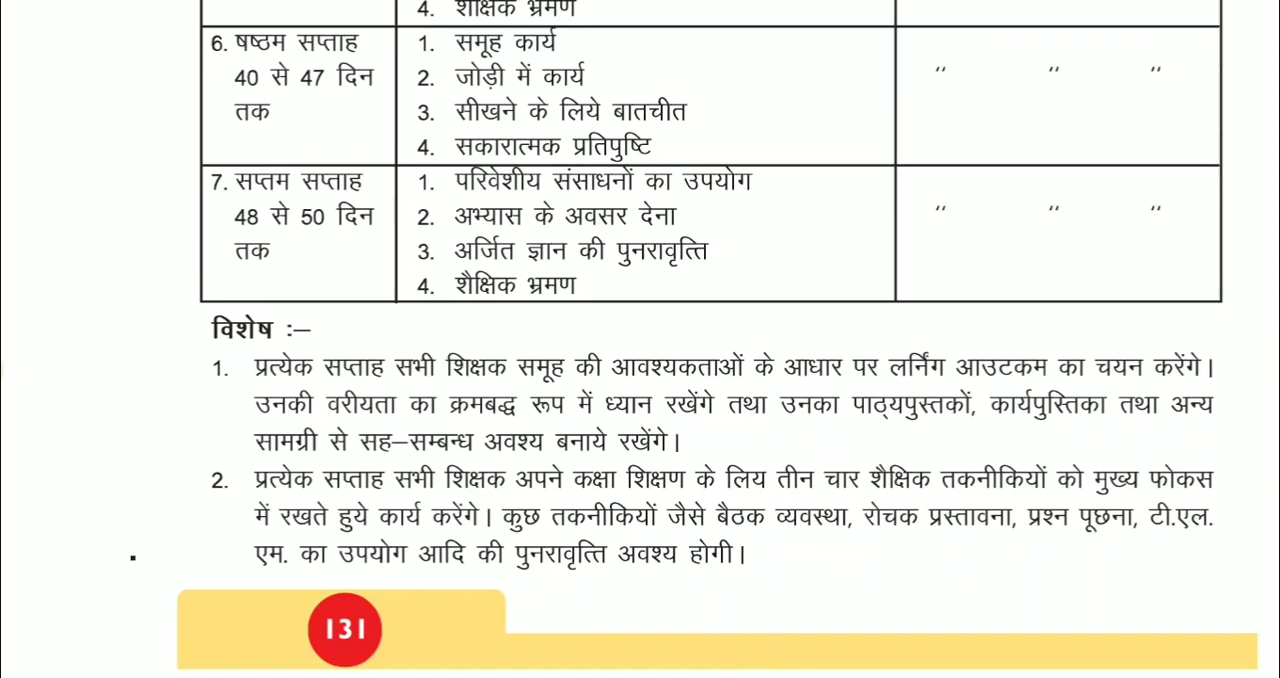 4. शैक्षिक भ्रमण
6. षष्ठम सप्ताह
40 से 47 दिन
तक
1. समूह कार्य
2. जोड़ी में कार्य
3. सीखने के लिये बातचीत
4. सकारात्मक प्रतिपुष्टि
,, ,, ,,
7. सप्तम सप्ताह
48 से 50 दिन
तक
1. परिवेशीय संसाधनों का उपयोग
2. अभ्यास के अवसर देना
3. अर्जित ज्ञान की पुनरावृत्ति
4. शैक्षिक भ्रमण
,, ,, ,,
विशेष :–
1. प्रत्येक सप्ताह सभी शिक्षक समूह की आवश्यकताओं के आधार पर लर्निंग आउटकम का चयन करेंगे।
उनकी वरीयता का क्रमबद्ध रूप में ध्यान रखेंगे तथा उनका पाठ्यपुस्तकों, कार्यपुस्तिका तथा अन्य
सामग्री से सह–सम्बन्ध अवश्य बनाये रखेंगे।
2. प्रत्येक सप्ताह सभी शिक्षक अपने कक्षा शिक्षण के लिय तीन चार शैक्षिक तकनीकियों को मुख्य फोकस
में रखते हुये कार्य करेंगे। कुछ तकनीकियों जैसे बैठक व्यवस्था, रोचक प्रस्तावना, प्रश्न पूछना, टी.एल.
एम. का उपयोग आदि की पुनरावृत्ति अवश्य होगी।
131